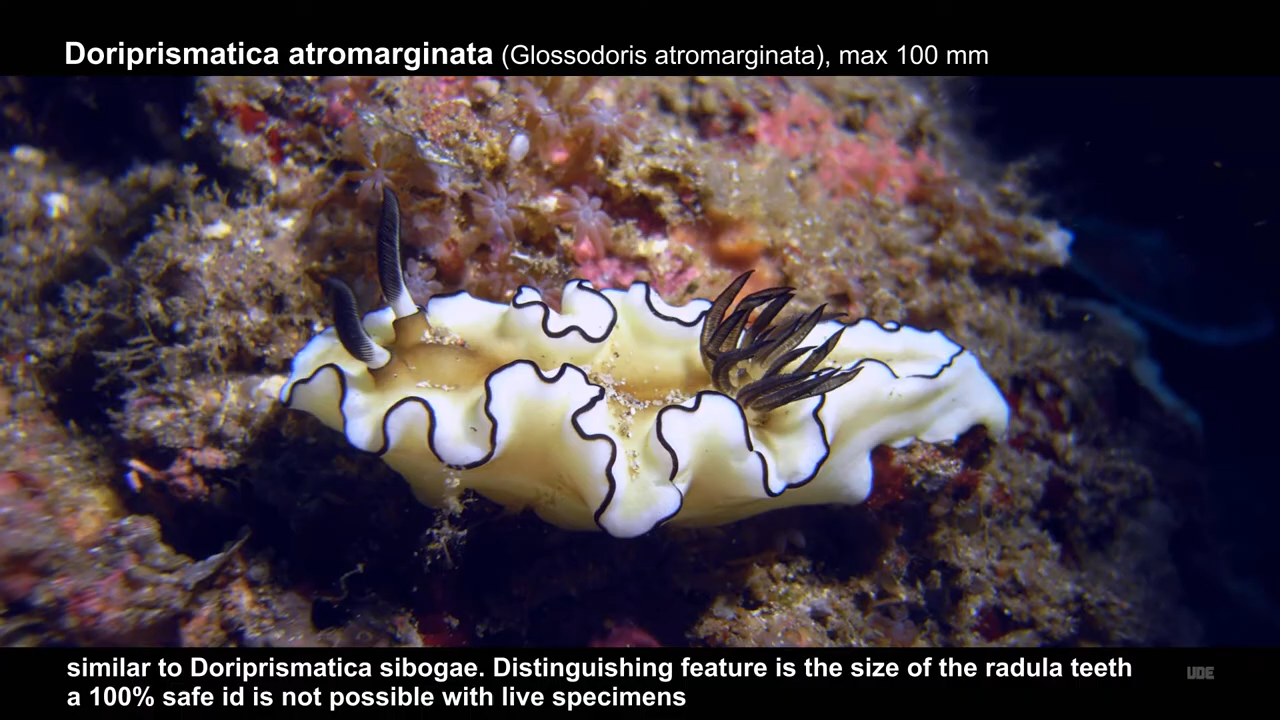 Doriprismatica atromarginata (Glossodoris atromarginata), max 100 mm
similar to Doriprismatica sibogae. Distinguishing feature is the size of the radula teeth
a 100% safe id is not possible with live specimens
UDE